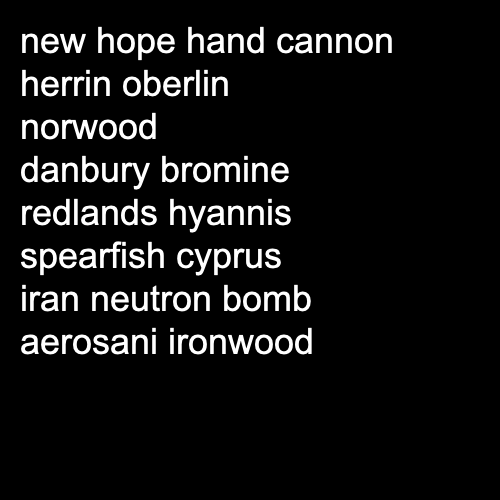 new hope hand cannon
herrin oberlin
norwood
danbury bromine
redlands hyannis
spearfish cyprus
iran neutron bomb
aerosani ironwood